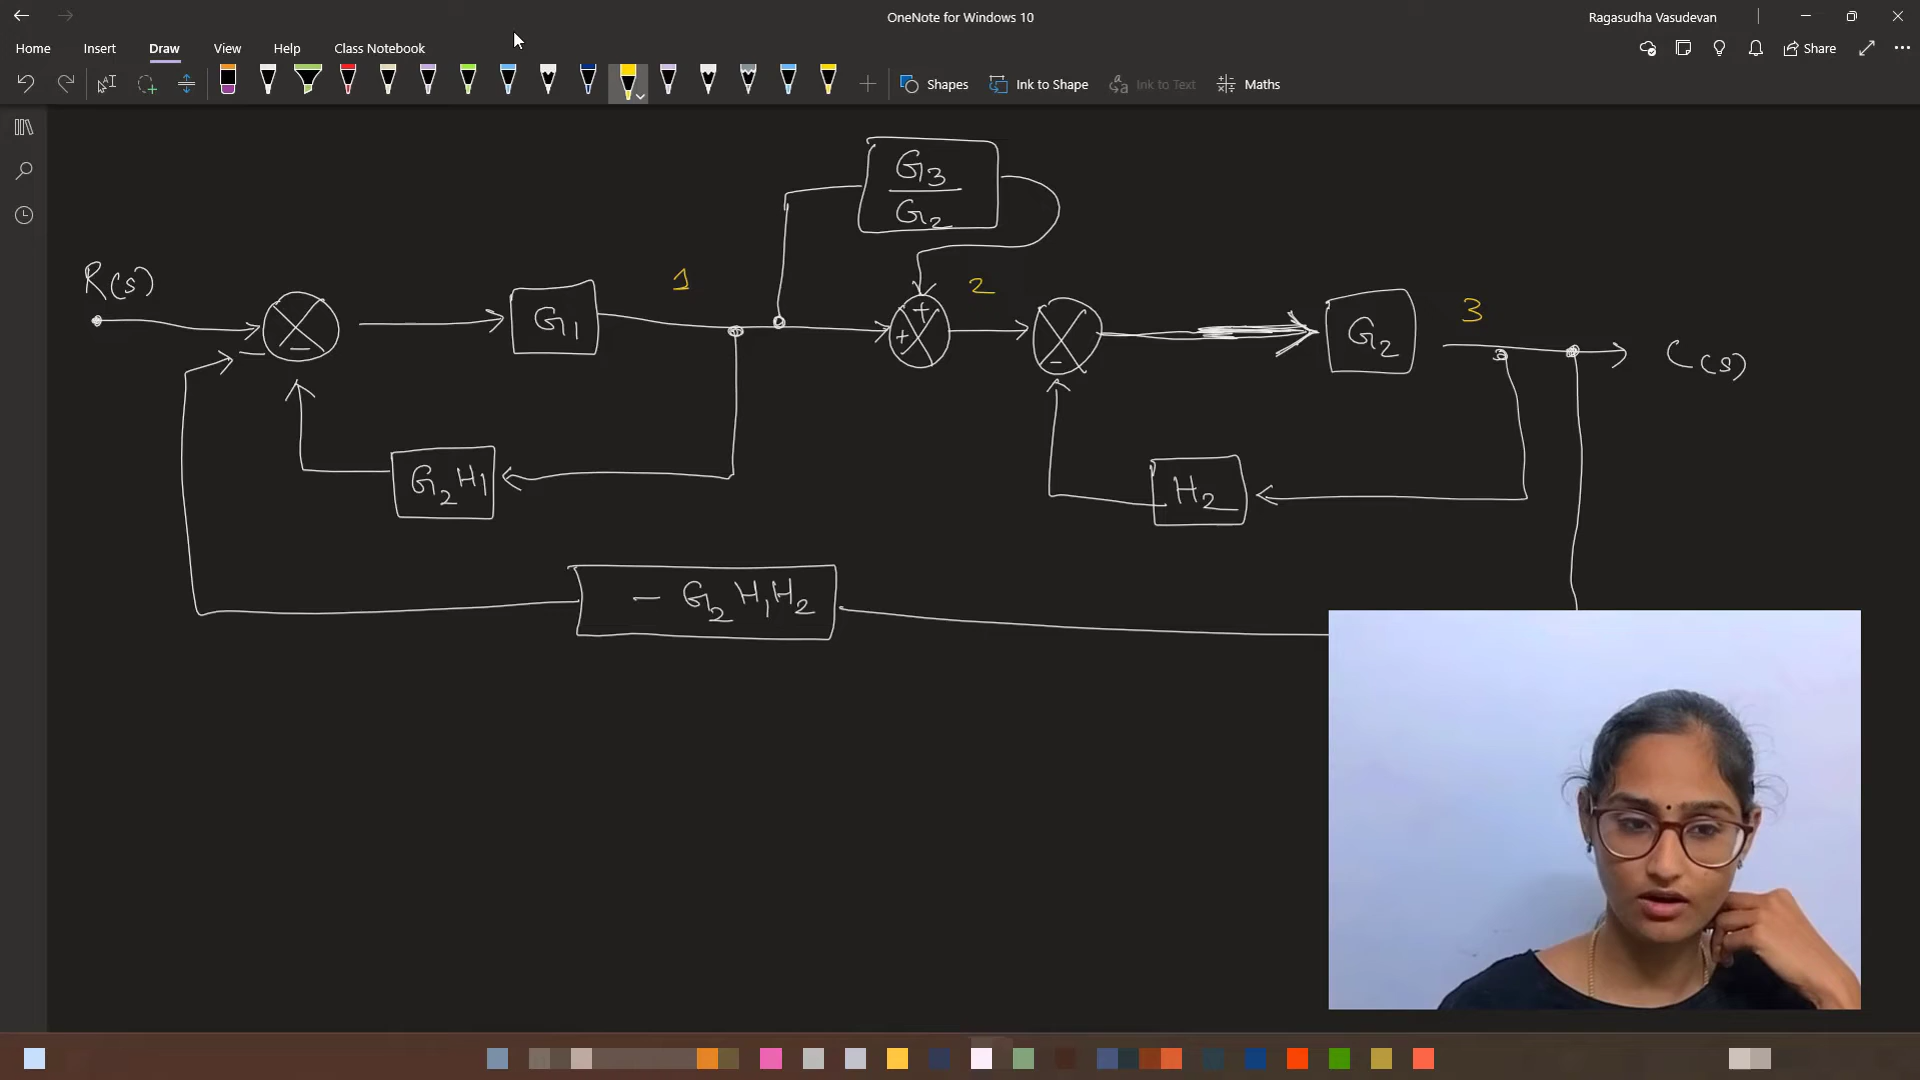 OneNote for Windows 10
Ragasudha Vasudevan
Home Insert Draw View Help Class Notebook
Share
Shapes Ink to Shape Ink to Text Maths
G3
G2
R(s)
G1
1
+
+
2
-
G2
3
C(s)
-
-
G2H1
H2
- G2H1H2